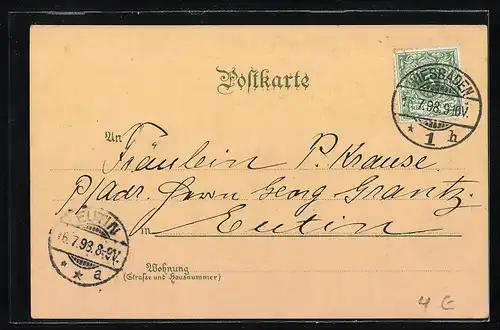 Postkarte
WIESBADEN
7.98.9-10V.
* 1 h
An
Fräulein P. Krause
p/adr. Herrn Georg Grantz.
in Eutin
EUTIN
16.7.98.8-9V.
* * a
Wohnung
(Straße und Hausnummer)
4 E